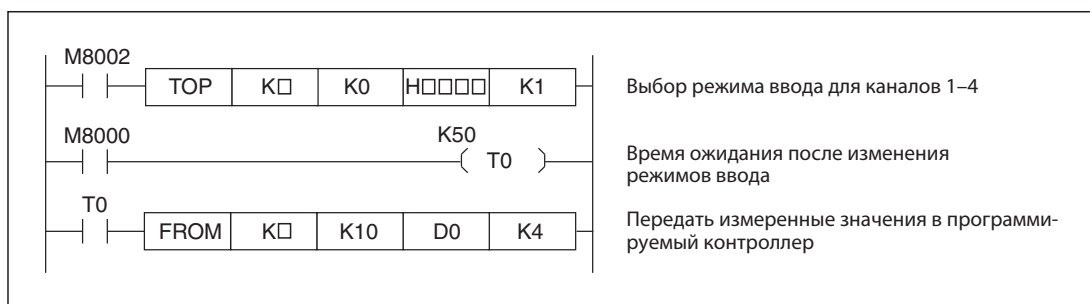 M8002
TOP K□ K0 H□□□□ K1
Выбор режима ввода для каналов 1–4
M8000
K50
T0
Время ожидания после изменения
режимов ввода
T0
FROM K□ K10 D0 K4
Передать измеренные значения в программи-
руемый контроллер